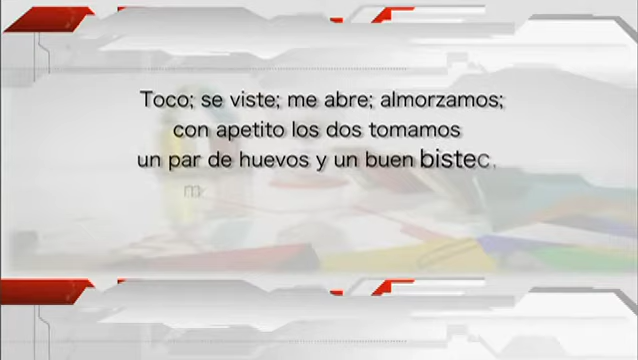 Toco; se viste; me abre; almorzamos;
con apetito los dos tomamos
un par de huevos y un buen bistec.